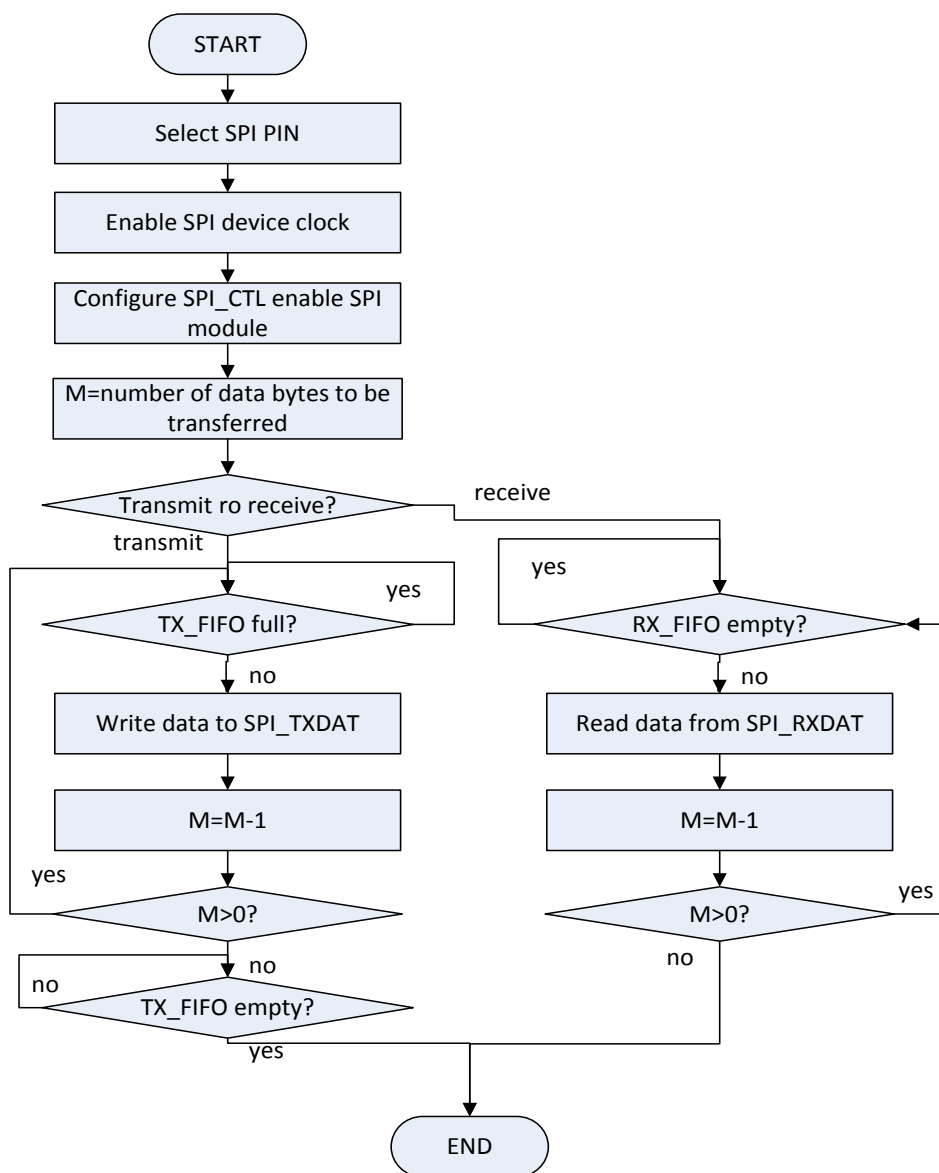 START
Select SPI PIN
Enable SPI device clock
Configure SPI_CTL enable SPI
module
M=number of data bytes to be
transferred
Transmit ro receive?
receive
transmit
yes
TX_FIFO full?
no
Write data to SPI_TXDAT
M=M-1
yes
M>0?
no
no
TX_FIFO empty?
yes
yes
RX_FIFO empty?
no
Read data from SPI_RXDAT
M=M-1
M>0?
yes
no
END